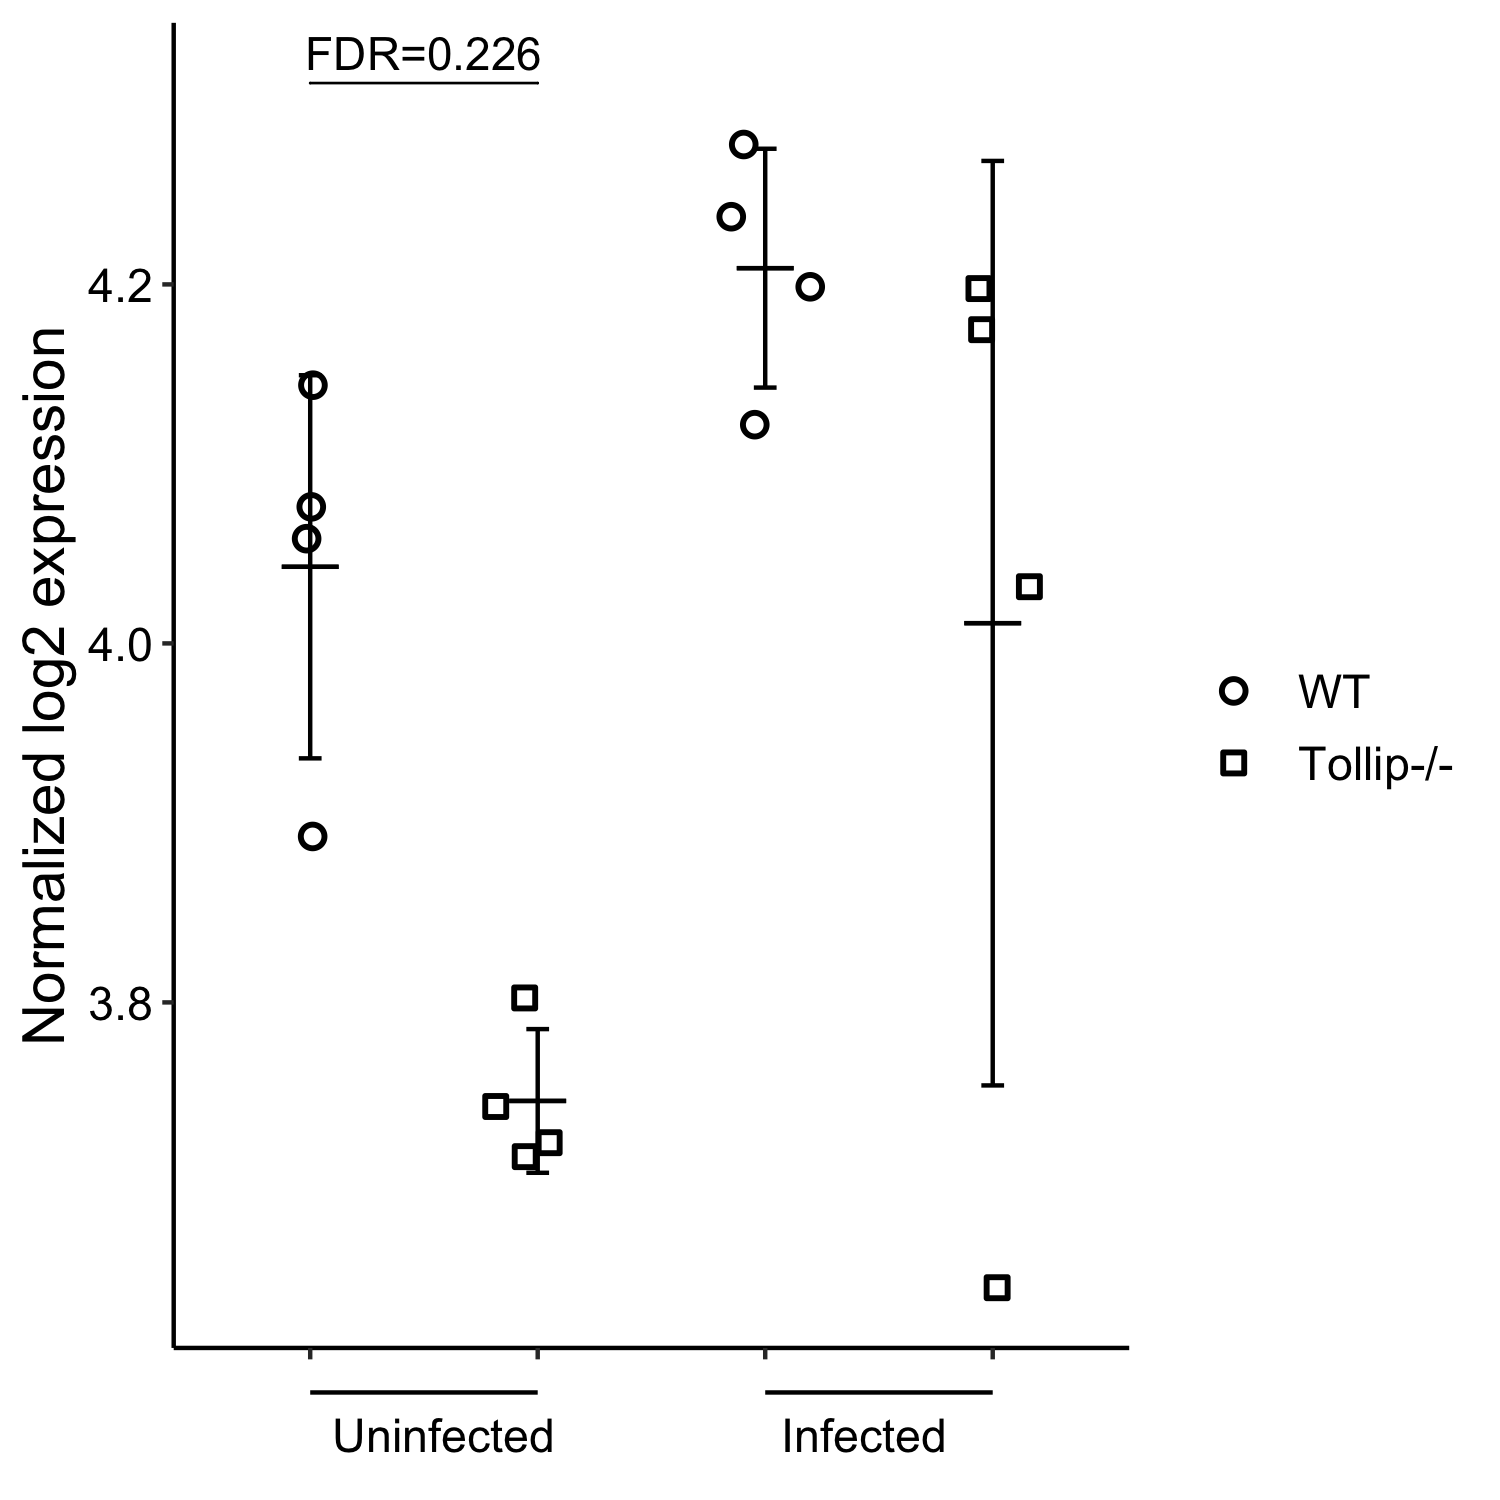 FDR=0.226
Normalized log2 expression
4.2
4.0
3.8
WT
Tollip-/-
Uninfected
Infected